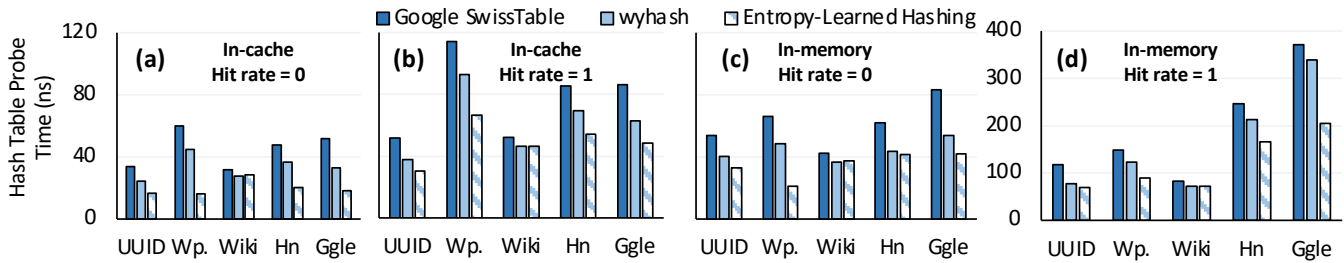 Google SwissTable wyhash Entropy-Learned Hashing
Hash Table Probe
Time (ns)
120
80
40
0
(a) In-cache
Hit rate = 0
UUID Wp. Wiki Hn Ggle
(b) In-cache
Hit rate = 1
UUID Wp. Wiki Hn Ggle
(c) In-memory
Hit rate = 0
UUID Wp. Wiki Hn Ggle
400
300
200
100
0
In-memory (d)
Hit rate = 1
UUID Wp. Wiki Hn Ggle